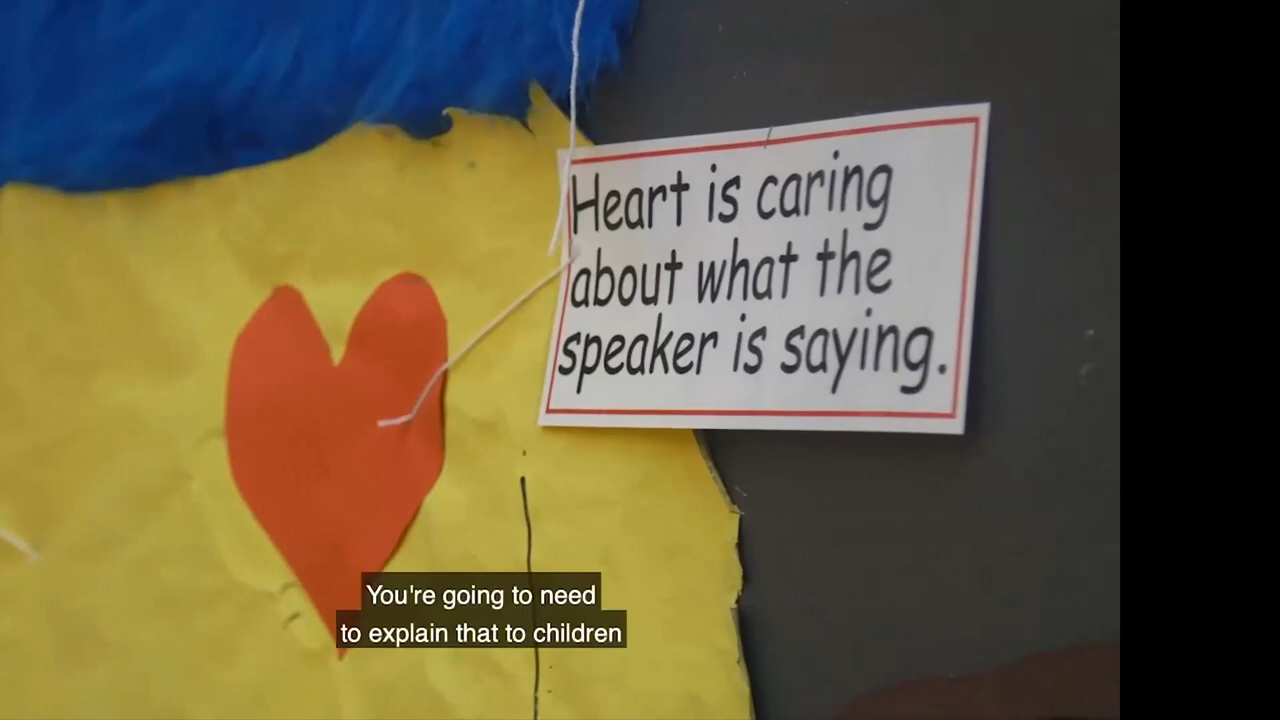 Heart is caring
about what the
speaker is saying.
You're going to need
to explain that to children